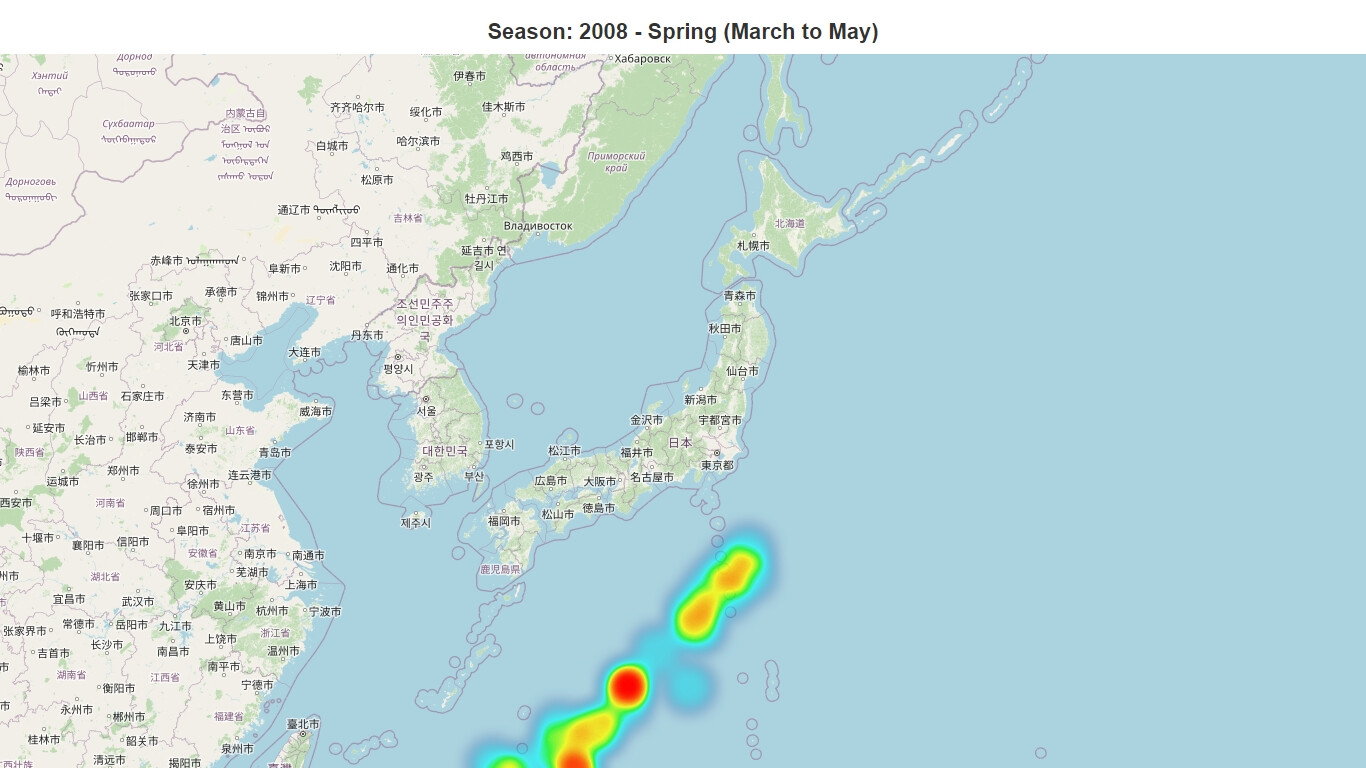 Season: 2008 - Spring (March to May)
Дорнод
Хэнтий
Сүхбаатар
Дорноговь
автономная
область
Хабаровск
伊春市
齐齐哈尔市
绥化市
佳木斯市
内蒙古自
治区
白城市
哈尔滨市
鸡西市
Приморский
край
松原市
牡丹江市
通辽市
吉林省
Владивосток
北海道
四平市
札幌市
延吉市 연
길시
赤峰市
阜新市
沈阳市
通化市
张家口市
承德市
锦州市
辽宁省
조선민주주
의인민공화
국
青森市
呼和浩特市
北京市
秋田市
丹东市
唐山市
河北省
大连市
天津市
평양시
仙台市
榆林市
忻州市
山西省
石家庄市
东营市
新潟市
吕梁市
威海市
서울
济南市
金沢市
宇都宮市
延安市
山东省
长治市
邯郸市
日本
陕西省
泰安市
青岛市
대한민국
포항시
松江市
福井市
東京都
郑州市
运城市
连云港市
광주
부산
広島市
大阪市
名古屋市
徐州市
西安市
河南省
周口市
宿州市
제주시
福岡市
松山市
徳島市
江苏省
阜阳市
十堰市
襄阳市
信阳市
安徽省
南京市
南通市
鹿児島県
湖北省
芜湖市
安庆市
上海市
宜昌市
武汉市
黄山市
杭州市
宁波市
常德市
岳阳市
九江市
张家界市
浙江省
上饶市
长沙市
吉首市
南昌市
温州市
南平市
湖南省
江西省
宁德市
衡阳市
永州市
郴州市
福建省
臺北市
桂林市
韶关市
泉州市
清远市
揭阳市